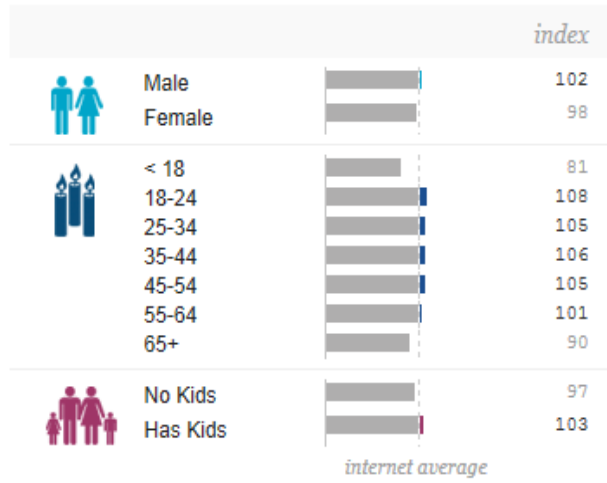 index
Male 102
Female 98
< 18 81
18-24 108
25-34 105
35-44 106
45-54 105
55-64 101
65+ 90
No Kids 97
Has Kids 103
internet average